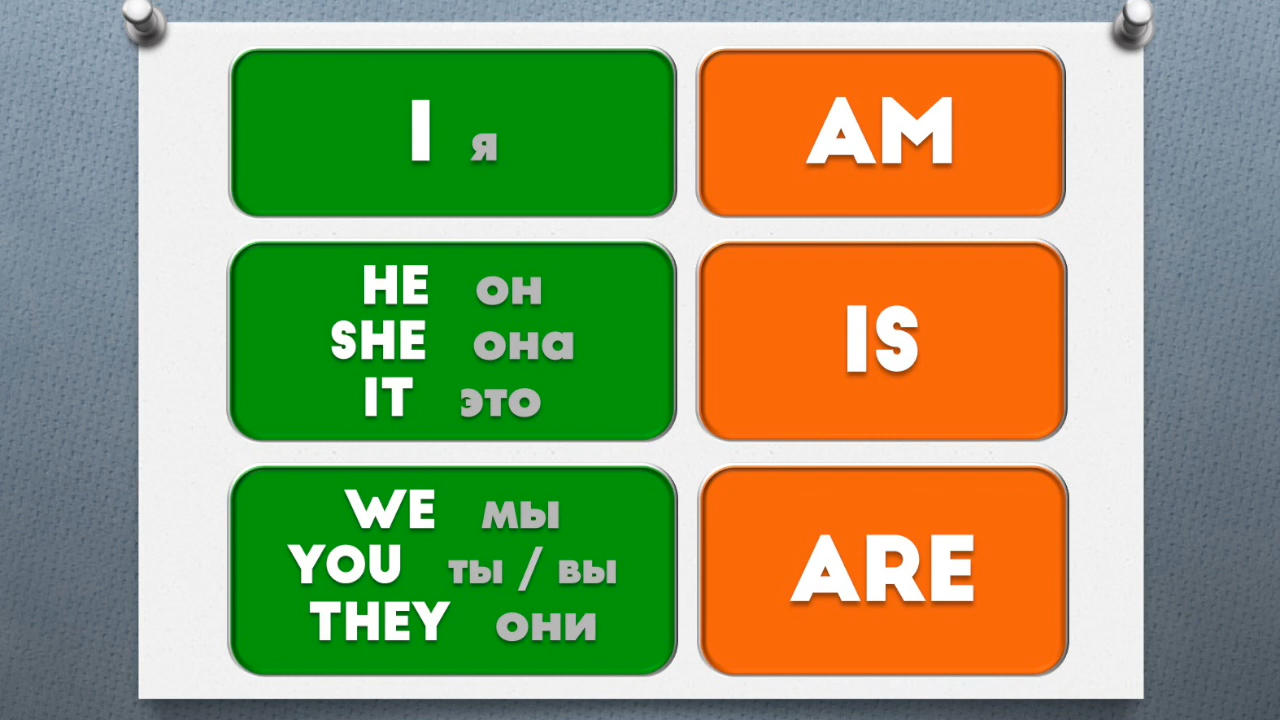 I я
AM
HE он
SHE она
IT это
IS
WE мы
YOU ты / вы
THEY они
ARE